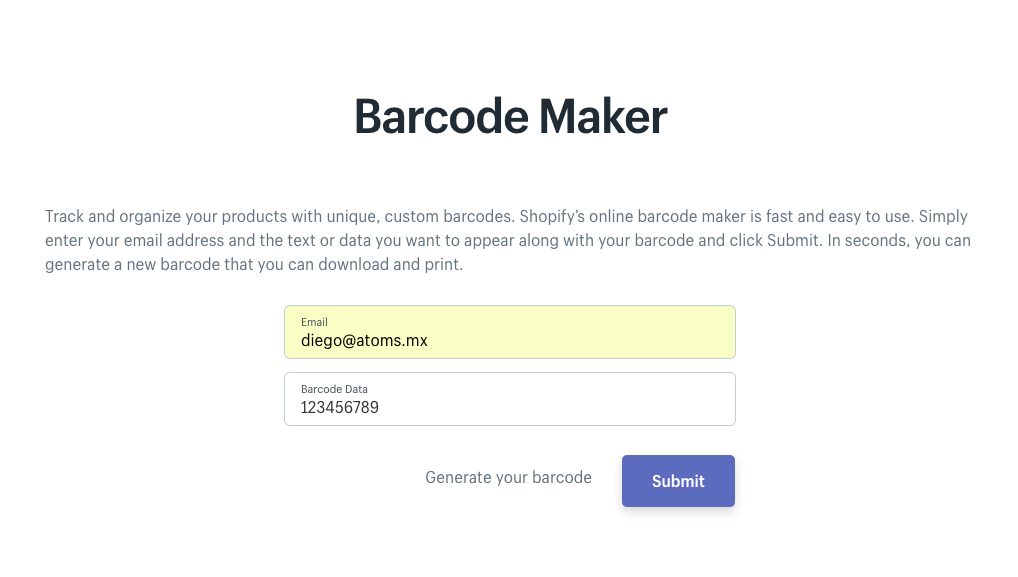 Barcode Maker
Track and organize your products with unique, custom barcodes. Shopify’s online barcode maker is fast and easy to use. Simply
enter your email address and the text or data you want to appear along with your barcode and click Submit. In seconds, you can
generate a new barcode that you can download and print.
Email
diego@atoms.mx
Barcode Data
123456789
Generate your barcode
Submit